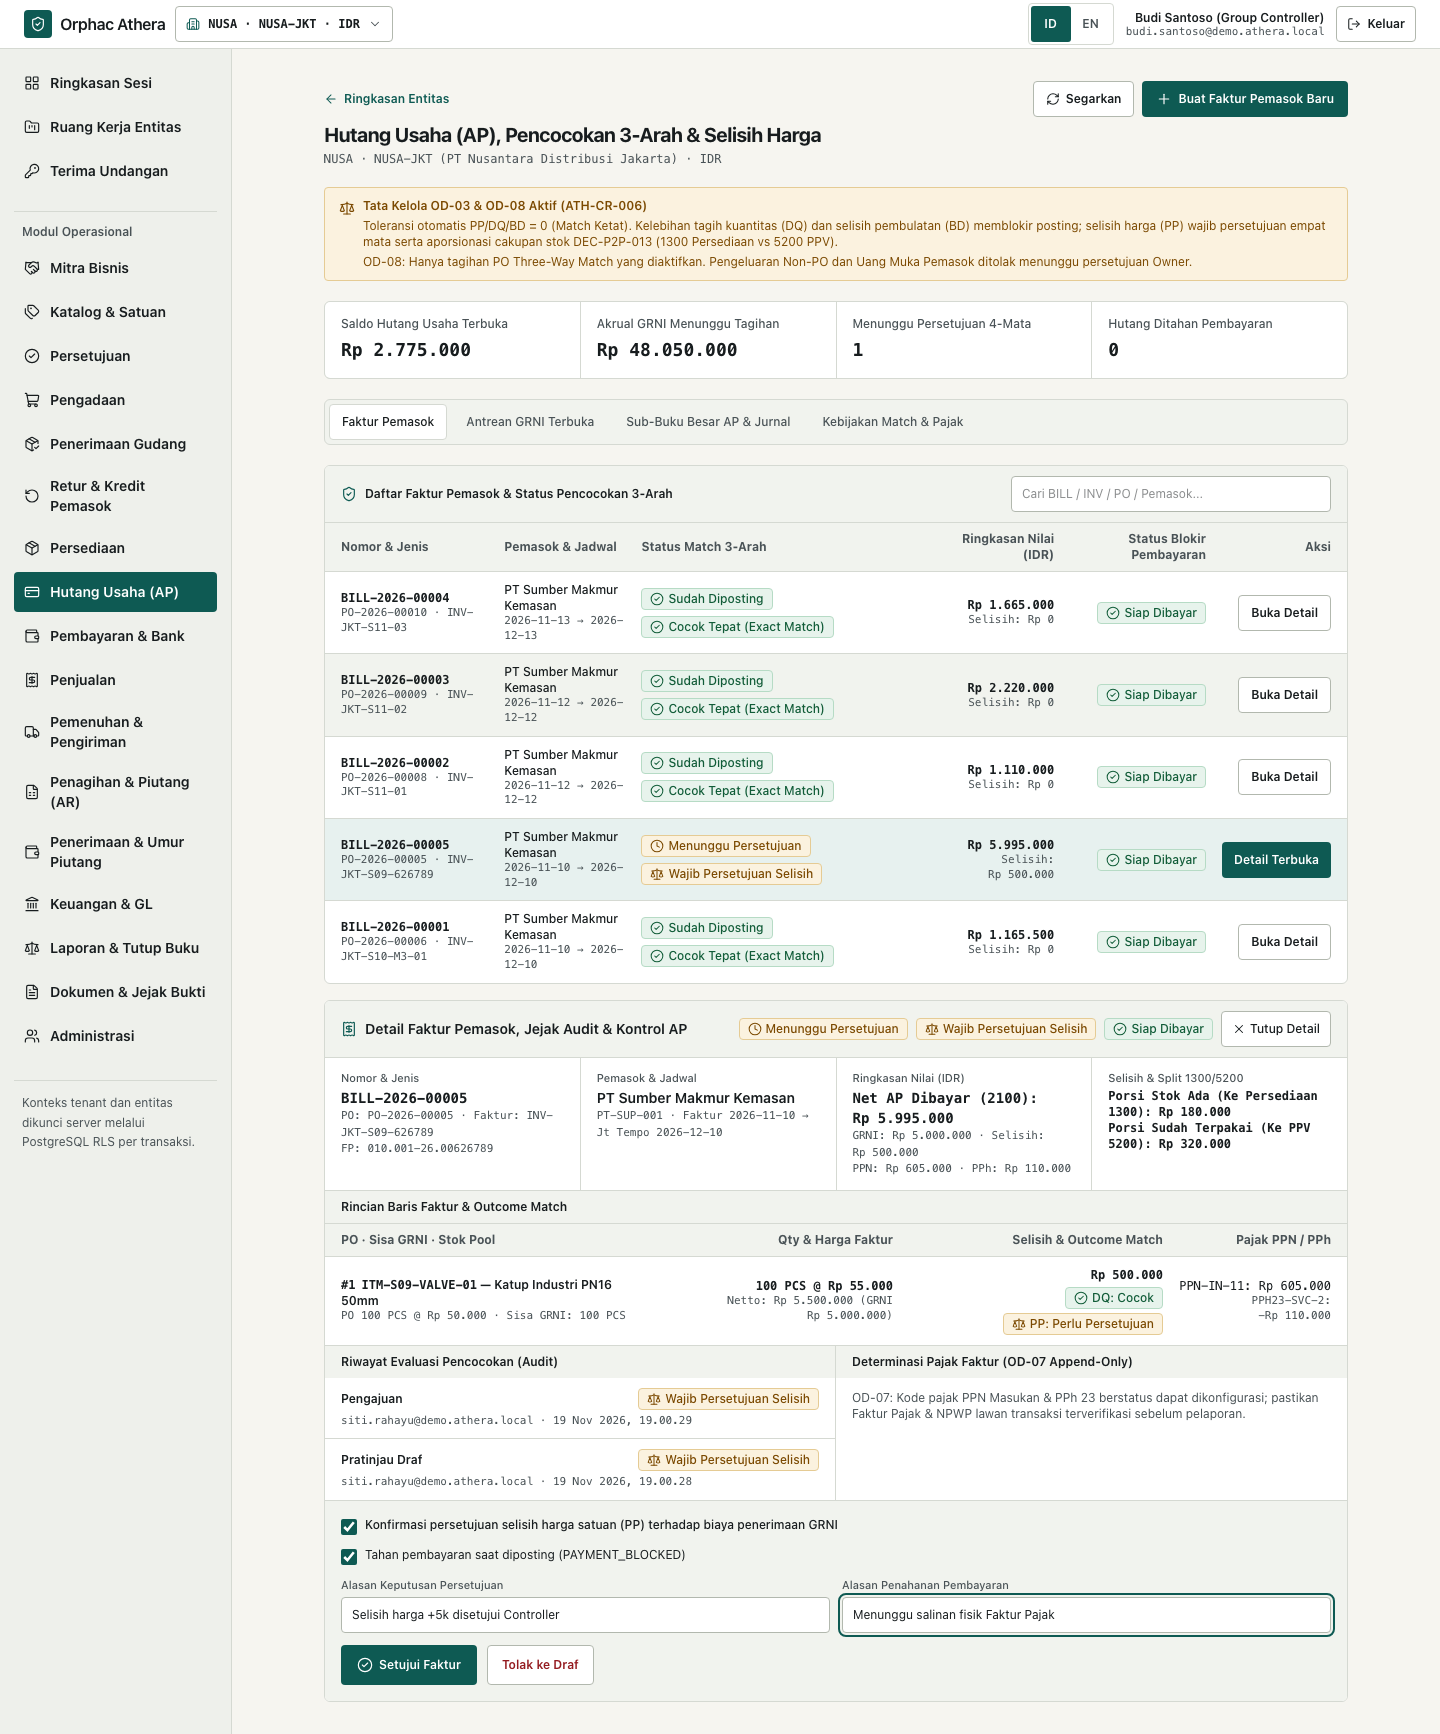 Orphac Athera
NUSA · NUSA-JKT · IDR
ID
EN
Budi Santoso (Group Controller)
budi.santoso@demo.athera.local
Keluar
Ringkasan Sesi
Ruang Kerja Entitas
Terima Undangan
Modul Operasional
Mitra Bisnis
Katalog & Satuan
Persetujuan
Pengadaan
Penerimaan Gudang
Retur & Kredit
Pemasok
Persediaan
Hutang Usaha (AP)
Pembayaran & Bank
Penjualan
Pemenuhan &
Pengiriman
Penagihan & Piutang
(AR)
Penerimaan & Umur
Piutang
Keuangan & GL
Laporan & Tutup Buku
Dokumen & Jejak Bukti
Administrasi
Konteks tenant dan entitas
dikunci server melalui
PostgreSQL RLS per transaksi.
← Ringkasan Entitas
Segarkan
Buat Faktur Pemasok Baru
Hutang Usaha (AP), Pencocokan 3-Arah & Selisih Harga
NUSA · NUSA-JKT (PT Nusantara Distribusi Jakarta) · IDR
Tata Kelola OD-03 & OD-08 Aktif (ATH-CR-006)
Toleransi otomatis PP/DQ/BD = 0 (Match Ketat). Kelebihan tagih kuantitas (DQ) dan selisih pembulatan (BD) memblokir posting; selisih harga (PP) wajib persetujuan empat
mata serta aporsionasi cakupan stok DEC-P2P-013 (1300 Persediaan vs 5200 PPV).
OD-08: Hanya tagihan PO Three-Way Match yang diaktifkan. Pengeluaran Non-PO dan Uang Muka Pemasok ditolak menunggu persetujuan Owner.
Saldo Hutang Usaha Terbuka
Rp 2.775.000
Akrual GRNI Menunggu Tagihan
Rp 48.050.000
Menunggu Persetujuan 4-Mata
1
Hutang Ditahan Pembayaran
0
Faktur Pemasok
Antrean GRNI Terbuka
Sub-Buku Besar AP & Jurnal
Kebijakan Match & Pajak
Daftar Faktur Pemasok & Status Pencocokan 3-Arah
Cari BILL / INV / PO / Pemasok...
Nomor & Jenis
Pemasok & Jadwal
Status Match 3-Arah
Ringkasan Nilai
(IDR)
Status Blokir
Pembayaran
Aksi
BILL-2026-00004
PO-2026-00010 · INV-
JKT-S11-03
PT Sumber Makmur
Kemasan
2026-11-13 → 2026-
12-13
Sudah Diposting
Cocok Tepat (Exact Match)
Rp 1.665.000
Selisih: Rp 0
Siap Dibayar
Buka Detail
BILL-2026-00003
PO-2026-00009 · INV-
JKT-S11-02
PT Sumber Makmur
Kemasan
2026-11-12 → 2026-
12-12
Sudah Diposting
Cocok Tepat (Exact Match)
Rp 2.220.000
Selisih: Rp 0
Siap Dibayar
Buka Detail
BILL-2026-00002
PO-2026-00008 · INV-
JKT-S11-01
PT Sumber Makmur
Kemasan
2026-11-12 → 2026-
12-12
Sudah Diposting
Cocok Tepat (Exact Match)
Rp 1.110.000
Selisih: Rp 0
Siap Dibayar
Buka Detail
BILL-2026-00005
PO-2026-00005 · INV-
JKT-S09-626789
PT Sumber Makmur
Kemasan
2026-11-10 → 2026-
12-10
Menunggu Persetujuan
Wajib Persetujuan Selisih
Rp 5.995.000
Selisih:
Rp 500.000
Siap Dibayar
Detail Terbuka
BILL-2026-00001
PO-2026-00006 · INV-
JKT-S10-M3-01
PT Sumber Makmur
Kemasan
2026-11-10 → 2026-
12-10
Sudah Diposting
Cocok Tepat (Exact Match)
Rp 1.165.500
Selisih: Rp 0
Siap Dibayar
Buka Detail
Detail Faktur Pemasok, Jejak Audit & Kontrol AP
Menunggu Persetujuan
Wajib Persetujuan Selisih
Siap Dibayar
Tutup Detail
Nomor & Jenis
BILL-2026-00005
PO: PO-2026-00005 · Faktur: INV-
JKT-S09-626789
FP: 010.001-26.00626789
Pemasok & Jadwal
PT Sumber Makmur Kemasan
PT-SUP-001 · Faktur 2026-11-10 →
Jt Tempo 2026-12-10
Ringkasan Nilai (IDR)
Net AP Dibayar (2100):
Rp 5.995.000
GRNI: Rp 5.000.000 · Selisih:
Rp 500.000
PPN: Rp 605.000 · PPh: Rp 110.000
Selisih & Split 1300/5200
Porsi Stok Ada (Ke Persediaan
1300): Rp 180.000
Porsi Sudah Terpakai (Ke PPV
5200): Rp 320.000
Rincian Baris Faktur & Outcome Match
PO · Sisa GRNI · Stok Pool
Qty & Harga Faktur
Selisih & Outcome Match
Pajak PPN / PPh
#1 ITM-S09-VALVE-01 — Katup Industri PN16
50mm
PO 100 PCS @ Rp 50.000 · Sisa GRNI: 100 PCS
100 PCS @ Rp 55.000
Netto: Rp 5.500.000 (GRNI
Rp 5.000.000)
Rp 500.000
DQ: Cocok
PP: Perlu Persetujuan
PPN-IN-11: Rp 605.000
PPH23-SVC-2:
-Rp 110.000
Riwayat Evaluasi Pencocokan (Audit)
Pengajuan
Wajib Persetujuan Selisih
siti.rahayu@demo.athera.local · 19 Nov 2026, 19.00.29
Pratinjau Draf
Wajib Persetujuan Selisih
siti.rahayu@demo.athera.local · 19 Nov 2026, 19.00.28
Determinasi Pajak Faktur (OD-07 Append-Only)
OD-07: Kode pajak PPN Masukan & PPh 23 berstatus dapat dikonfigurasi; pastikan
Faktur Pajak & NPWP lawan transaksi terverifikasi sebelum pelaporan.
Konfirmasi persetujuan selisih harga satuan (PP) terhadap biaya penerimaan GRNI
Tahan pembayaran saat diposting (PAYMENT_BLOCKED)
Alasan Keputusan Persetujuan
Selisih harga +5k disetujui Controller
Alasan Penahanan Pembayaran
Menunggu salinan fisik Faktur Pajak
Setujui Faktur
Tolak ke Draf